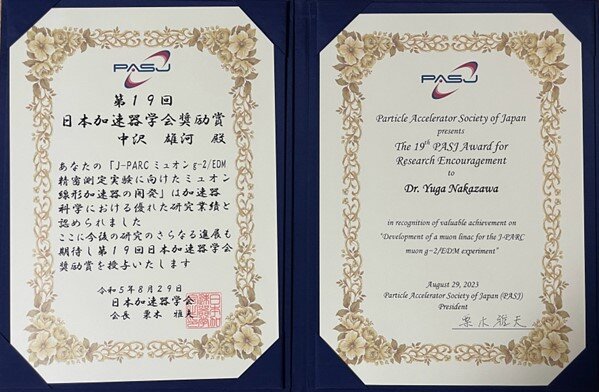 PASJ
第19回
日本加速器学会奨励賞
中沢 雄河 殿
あなたの「J-PARCミュオンg-2/EDM
精密測定実験に向けたミュオン
線形加速器の開発」は加速器
科学における優れた研究業績と
認められました
ここに今後の研究のさらなる進展も
期待し第19回日本加速器学会
奨励賞を授与いたします
令和5年8月29日
日本加速器学会
会長 栗木 雅夫
PASJ
Particle Accelerator Society of Japan
presents
The 19th PASJ Award for
Research Encouragement
to
Dr. Yuga Nakazawa
in recognition of valuable achievement on
"Development of a muon linac for the J-PARC
muon g-2/EDM experiment"
August 29, 2023
Particle Accelerator Society of Japan (PASJ)
President
栗木 雅夫